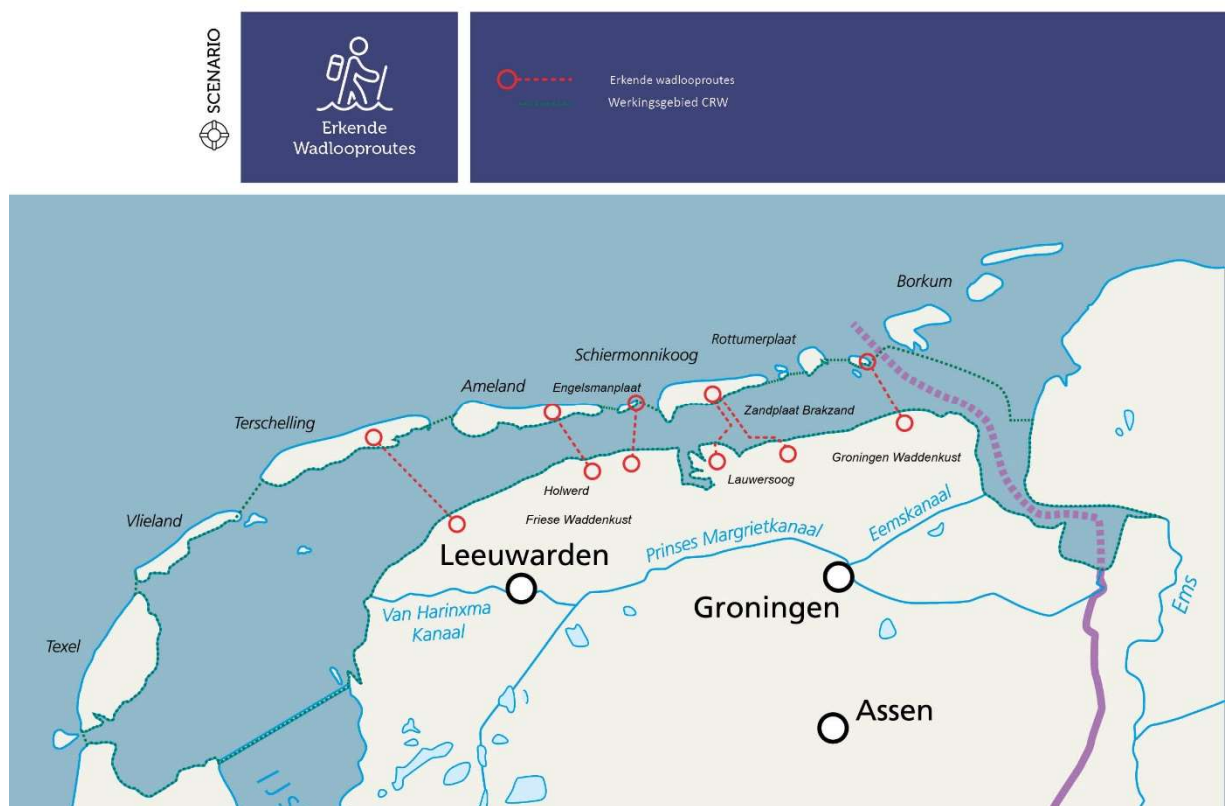 SCENARIO
Erkende
Wadlooproutes
Erkende wadlooproutes
Werkingsgebied CRW
Borkum
Rottumerplaat
Schiermonnikoog
Engelsmanplaat
Ameland
Terschelling
Zandplaat Brakzand
Groningen Waddenkust
Lauwersoog
Holwerd
Friese Waddenkust
Vlieland
Leeuwarden
Prinses Margrietkanaal
Eemskanaal
Groningen
Van Harinxma
Kanaal
Ems
Texel
Assen
IJs